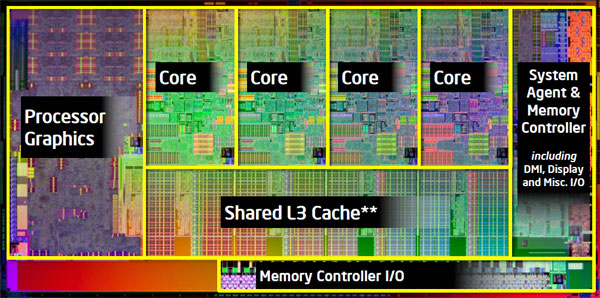 Processor
Graphics
Core
Core
Core
Core
System
Agent &
Memory
Controller
including
DMI, Display
and Misc. I/O
Shared L3 Cache**
Memory Controller I/O